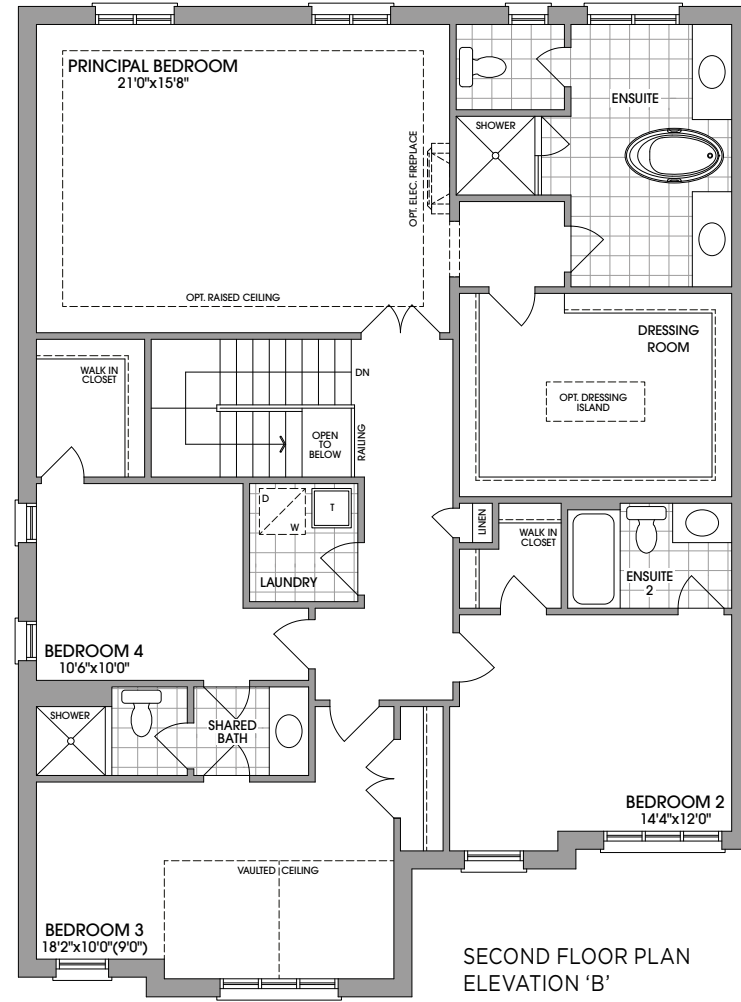 PRINCIPAL BEDROOM
21'0"x15'8"
OPT. ELEC. FIREPLACE
OPT. RAISED CEILING
SHOWER
ENSUITE
WALK IN
CLOSET
DN
OPEN
TO
BELOW
RAILING
DRESSING
ROOM
OPT. DRESSING
ISLAND
D
W
T
LAUNDRY
LINEN
WALK IN
CLOSET
ENSUITE
2
BEDROOM 4
10'6"x10'0"
SHOWER
SHARED
BATH
BEDROOM 2
14'4"x12'0"
VAULTED CEILING
BEDROOM 3
18'2"x10'0"(9'0")
SECOND FLOOR PLAN
ELEVATION ‘B’